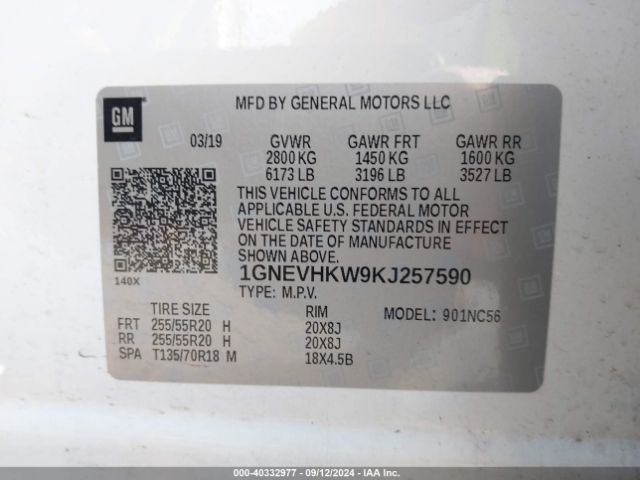 GM
MFD BY GENERAL MOTORS LLC
03/19 GVWR GAWR FRT GAWR RR
2800 KG 1450 KG 1600 KG
6173 LB 3196 LB 3527 LB
THIS VEHICLE CONFORMS TO ALL
APPLICABLE U.S. FEDERAL MOTOR
VEHICLE SAFETY STANDARDS IN EFFECT
ON THE DATE OF MANUFACTURE
SHOWN ABOVE.
140X
1GNEVHKW9KJ257590
TYPE: M.P.V.
TIRE SIZE RIM MODEL: 901NC56
FRT 255/55R20 H 20X8J
RR 255/55R20 H 20X8J
SPA T135/70R18 M 18X4.5B
000-40332977 - 09/12/2024 - IAA Inc.